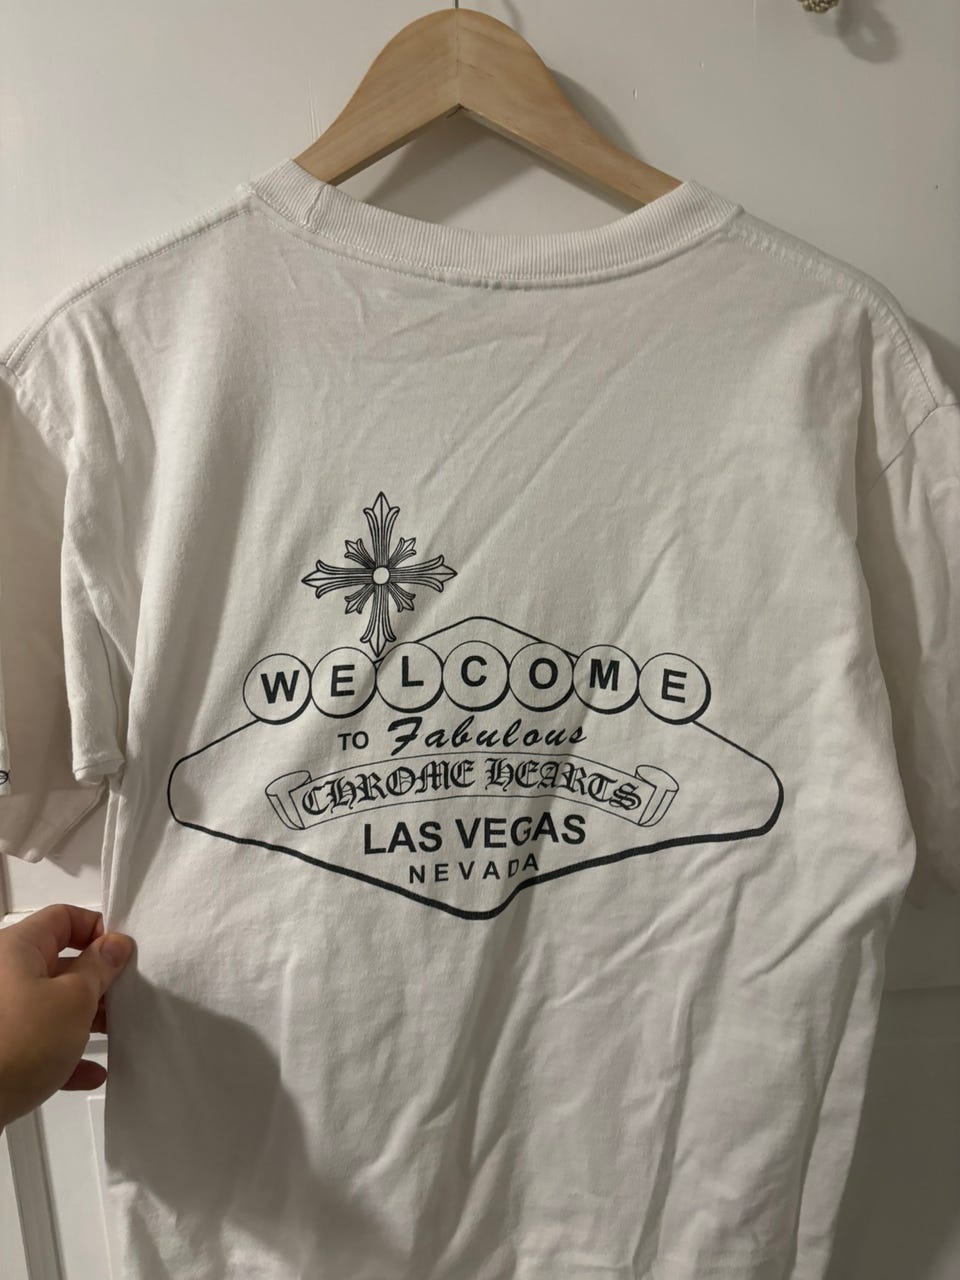 WELCOME
TO Fabulous
CHROME HEARTS
LAS VEGAS
NEVADA